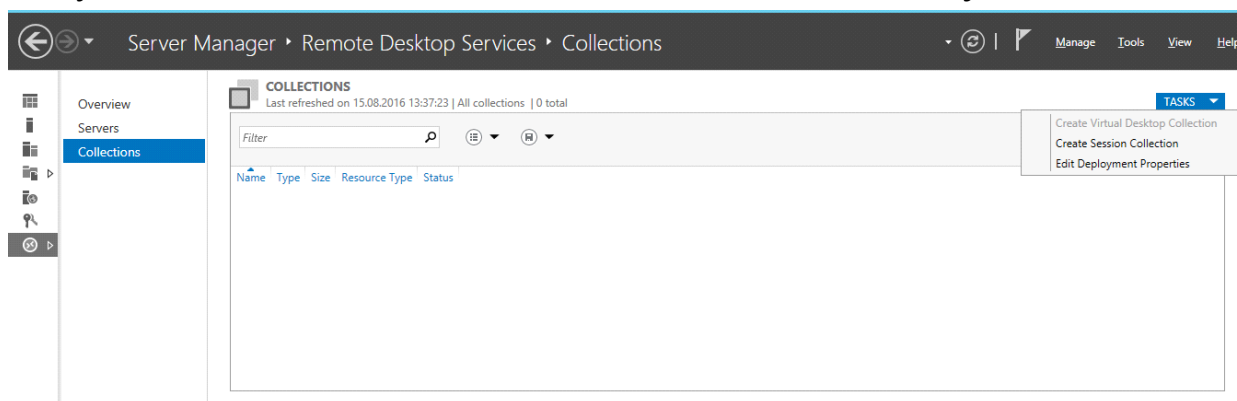 Server Manager ‣ Remote Desktop Services ‣ Collections
Manage Tools View Help
Overview
Servers
Collections
COLLECTIONS
Last refreshed on 15.08.2016 13:37:23 | All collections | 0 total
TASKS
Filter
Create Virtual Desktop Collection
Create Session Collection
Edit Deployment Properties
Name Type Size Resource Type Status